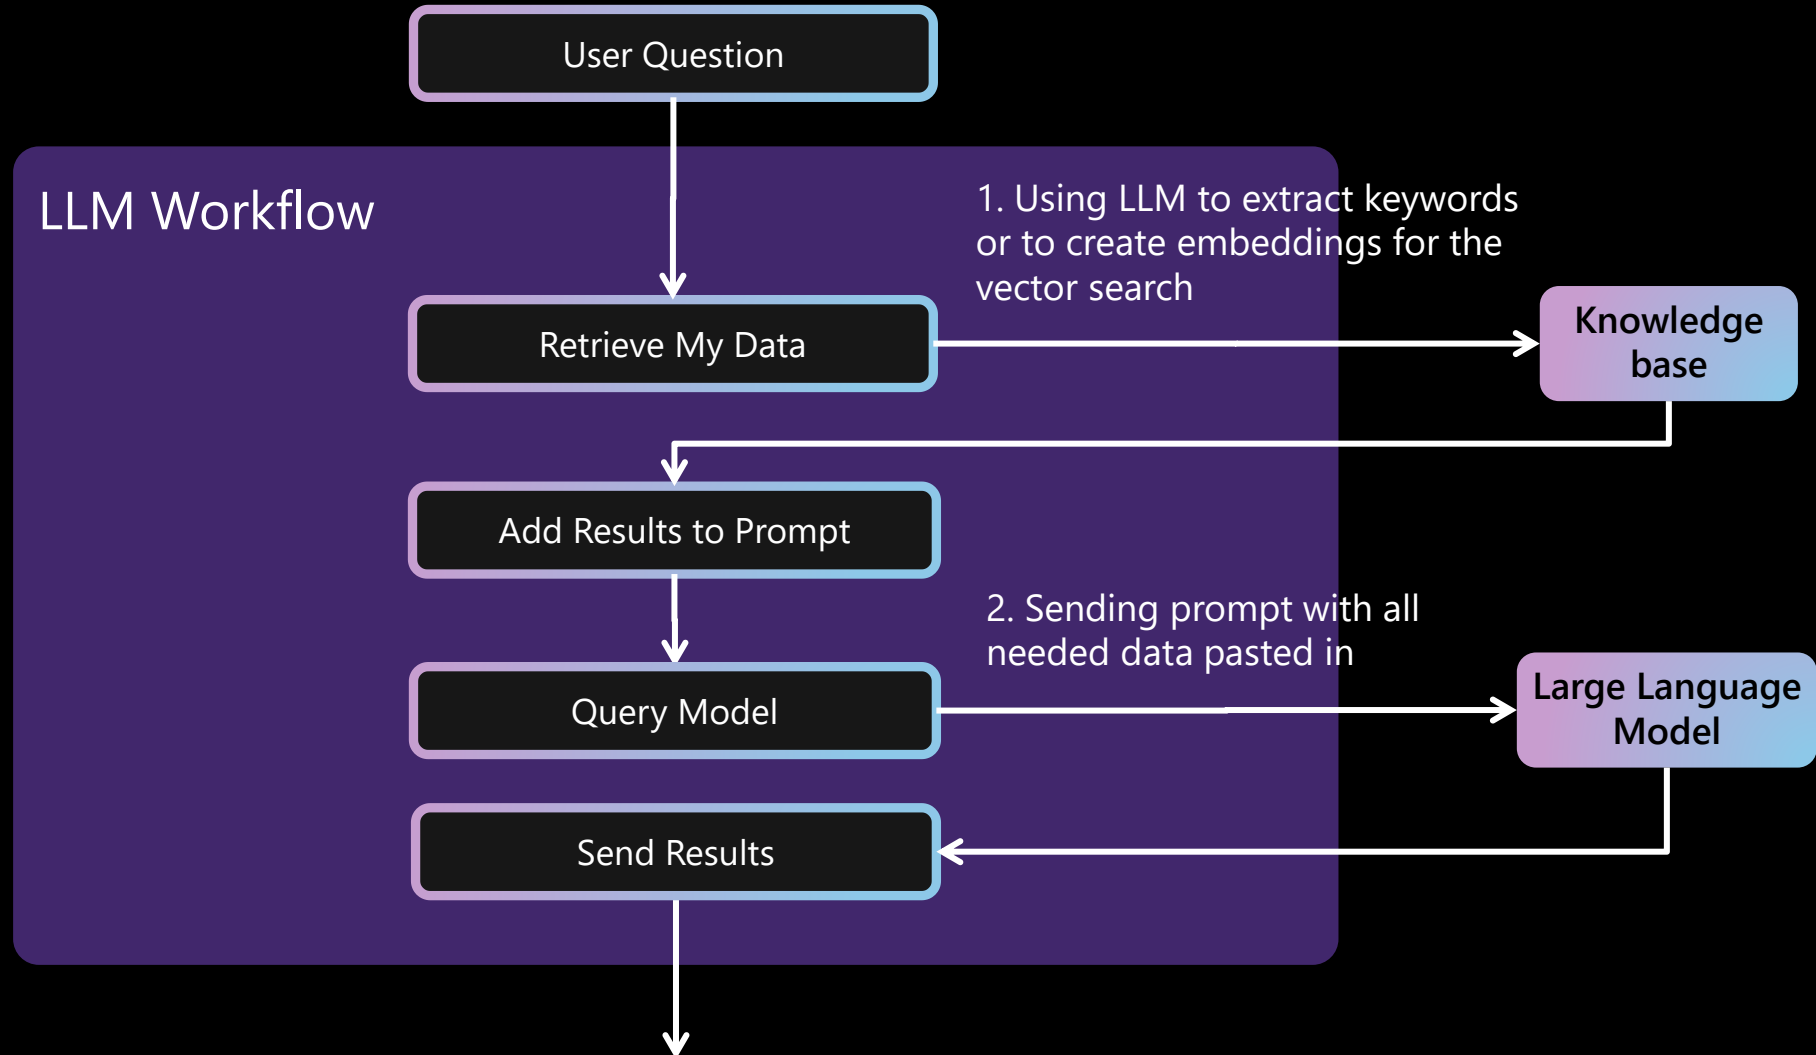 User Question
LLM Workflow
1. Using LLM to extract keywords
or to create embeddings for the
vector search
Retrieve My Data
Knowledge
base
Add Results to Prompt
2. Sending prompt with all
needed data pasted in
Query Model
Large Language
Model
Send Results